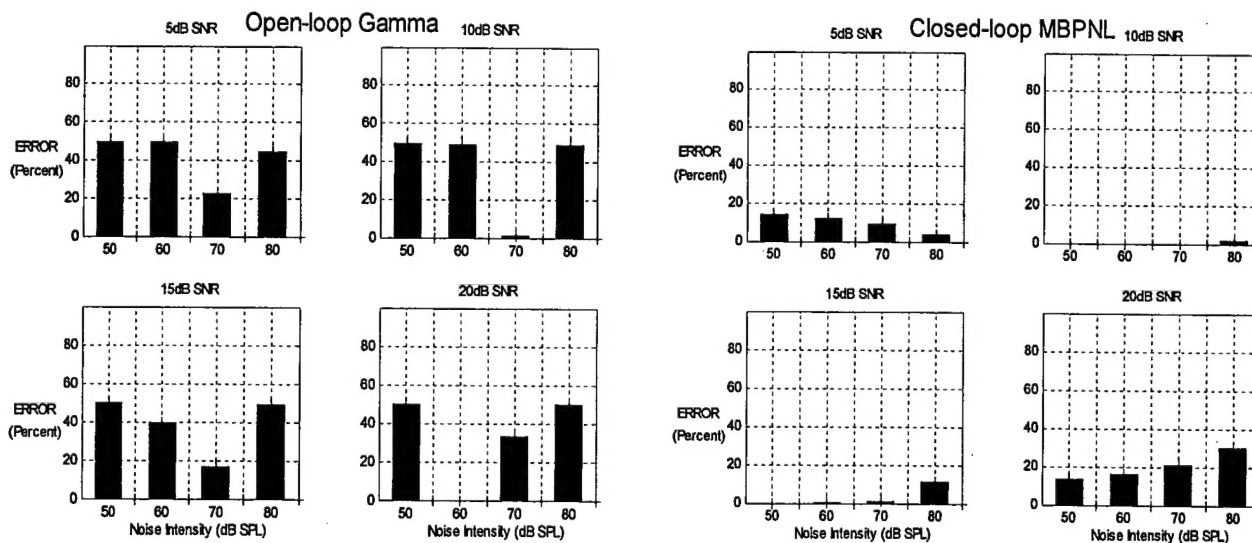 Open-loop Gamma
5dB SNR
10dB SNR
80
60
40
20
0
ERROR
(Percent)
50 60 70 80
80
60
40
20
0
50 60 70 80
15dB SNR
20dB SNR
80
60
40
20
0
ERROR
(Percent)
50 60 70 80
Noise Intensity (dB SPL)
80
60
40
20
0
50 60 70 80
Noise Intensity (dB SPL)
Closed-loop MBPNL
5dB SNR
10dB SNR
80
60
40
20
0
ERROR
(Percent)
50 60 70 80
80
60
40
20
0
50 60 70 80
15dB SNR
20dB SNR
80
60
40
20
0
ERROR
(Percent)
50 60 70 80
Noise Intensity (dB SPL)
80
60
40
20
0
50 60 70 80
Noise Intensity (dB SPL)